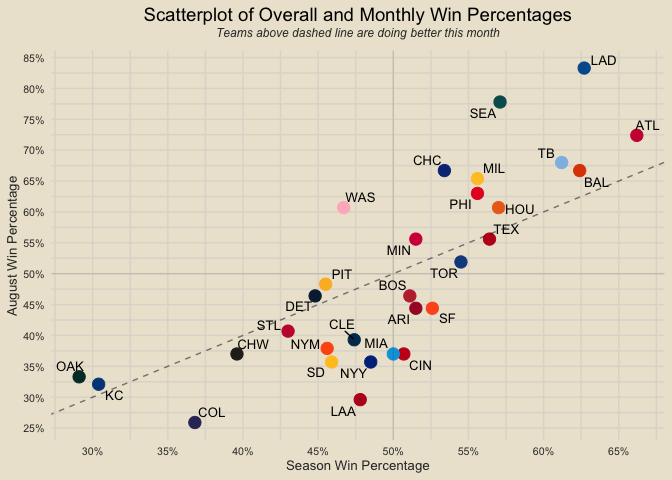 Scatterplot of Overall and Monthly Win Percentages
Teams above dashed line are doing better this month
August Win Percentage
85%
80%
75%
70%
65%
60%
55%
50%
45%
40%
35%
30%
25%
LAD
SEA
ATL
TB
CHC
MIL
BAL
WAS
PHI
HOU
TEX
MIN
TOR
PIT
BOS
DET
ARI
SF
STL
CLE
CHW
NYM
MIA
OAK
SD
NYY
CIN
KC
LAA
COL
30%
35%
40%
45%
50%
55%
60%
65%
Season Win Percentage